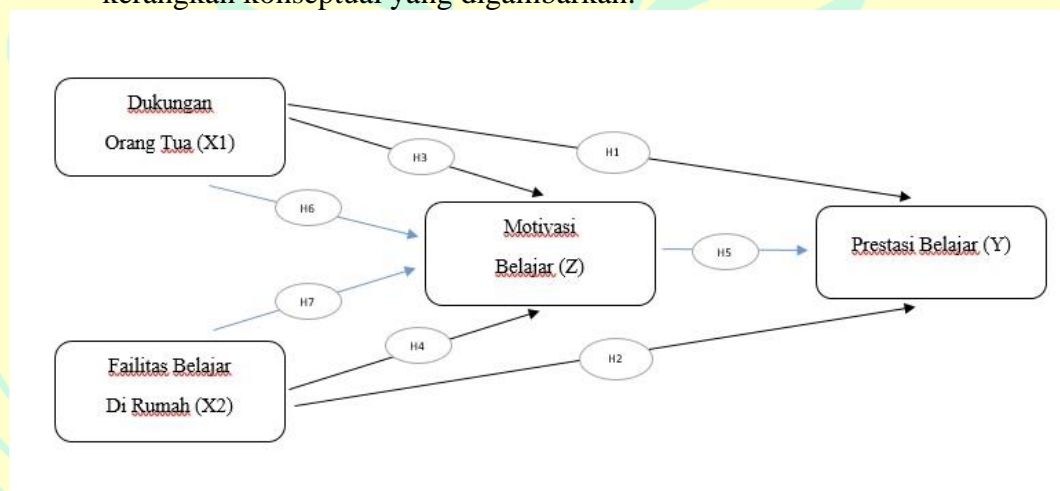 kerangkan konseptual yang digambarkan.
Dukungan
Orang Tua (X1)
H1
H3
H6
Motivasi
Belajar (Z)
H5
Prestasi Belajar (Y)
H7
H4
H2
Failitas Belajar
Di Rumah (X2)